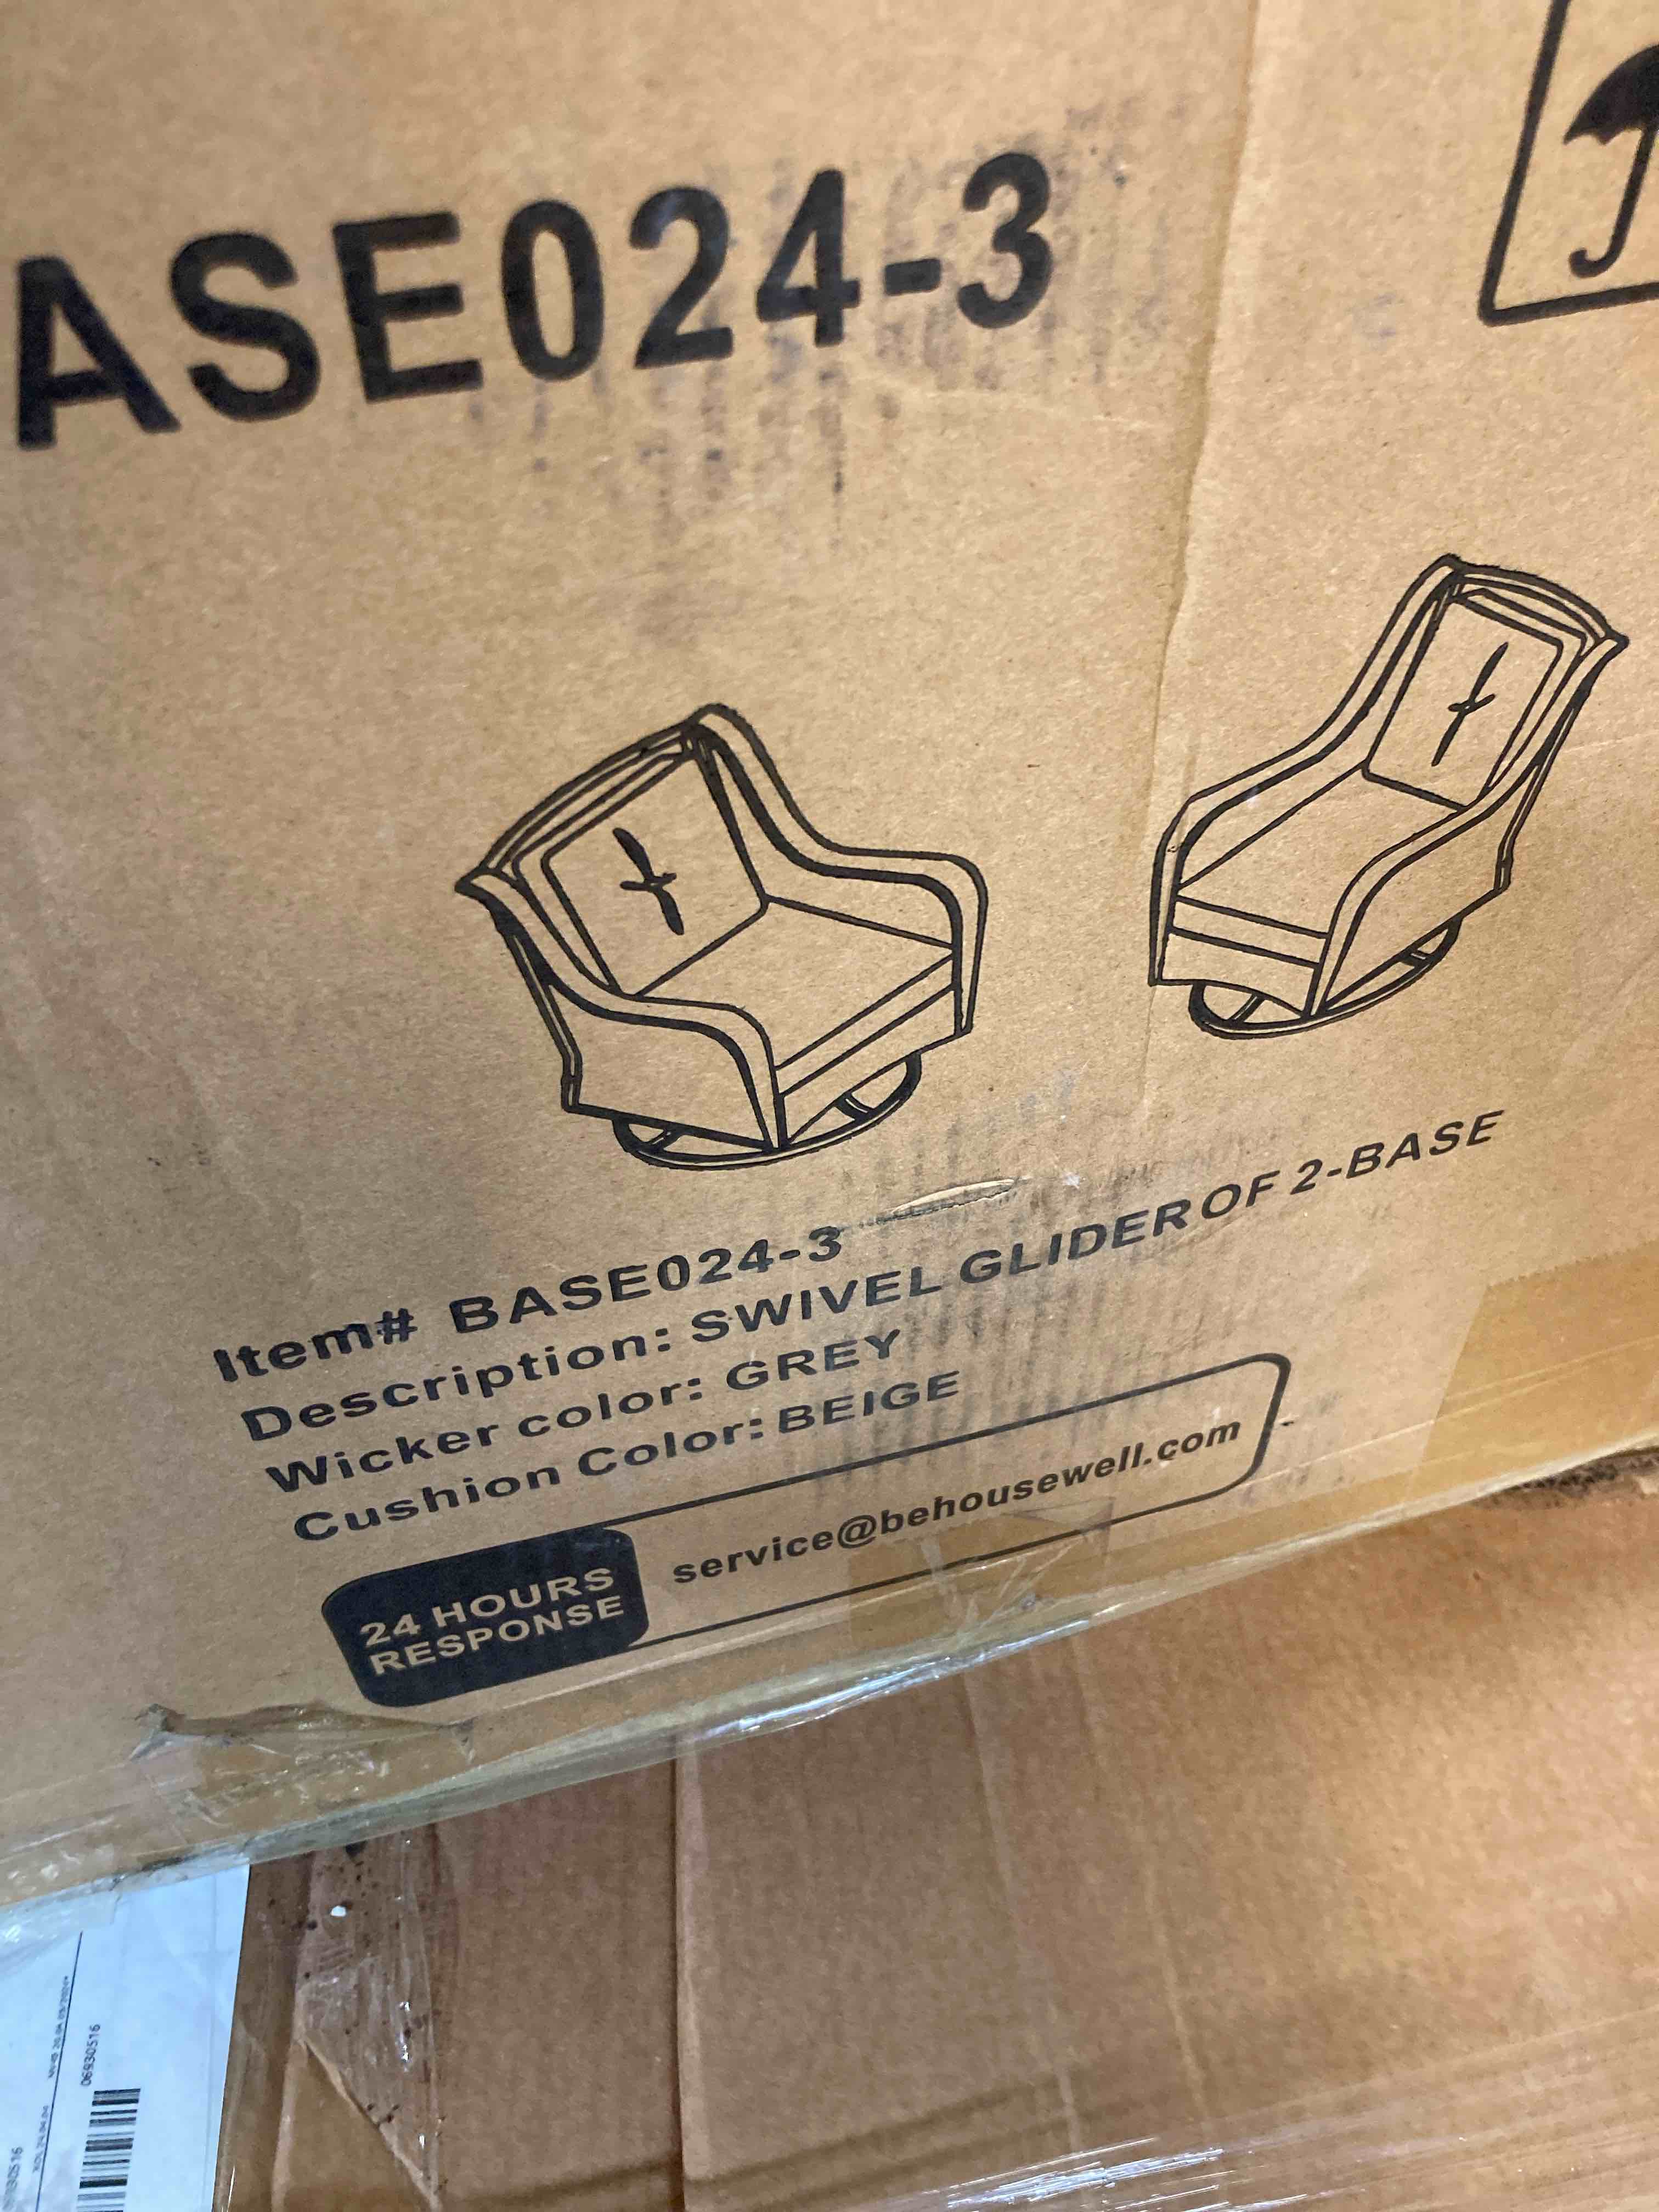 ASE024-3
Item# BASE024-3
Description: SWIVEL GLIDER OF 2-BASE
Wicker color: GREY
Cushion Color: BEIGE
24 HOURS
RESPONSE
service@behousewell.com
06930516